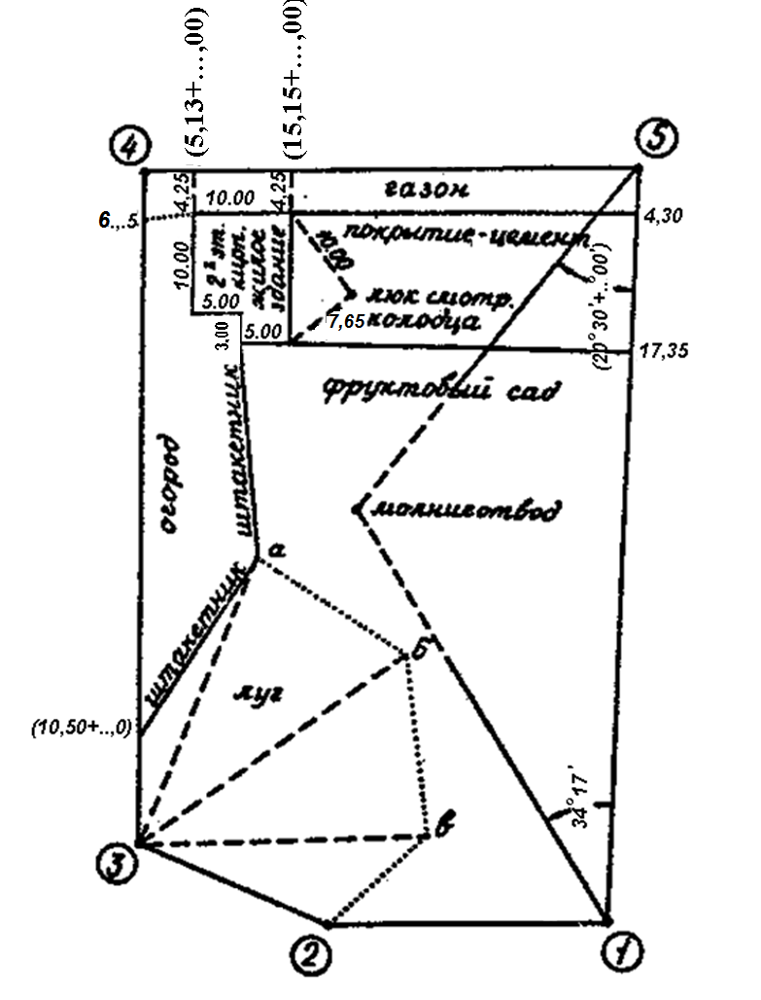 (5,13+...,00)
(15,15+...,00)
4
5
4,25
10.00
4,25
газон
6.,.5
4,30
покрытие-цемент
10.00
2ᵡ эт.
кирп.
жилое
здание
10.00
люк смотр.
колодца
7,65
(20°30'+..°00')
5.00
3.00
5.00
17,35
фруктовый сад
штакетник
огород
молниеотвод
а
штакетник
б
луг
(10,50+..,0)
34°17'
в
3
2
1